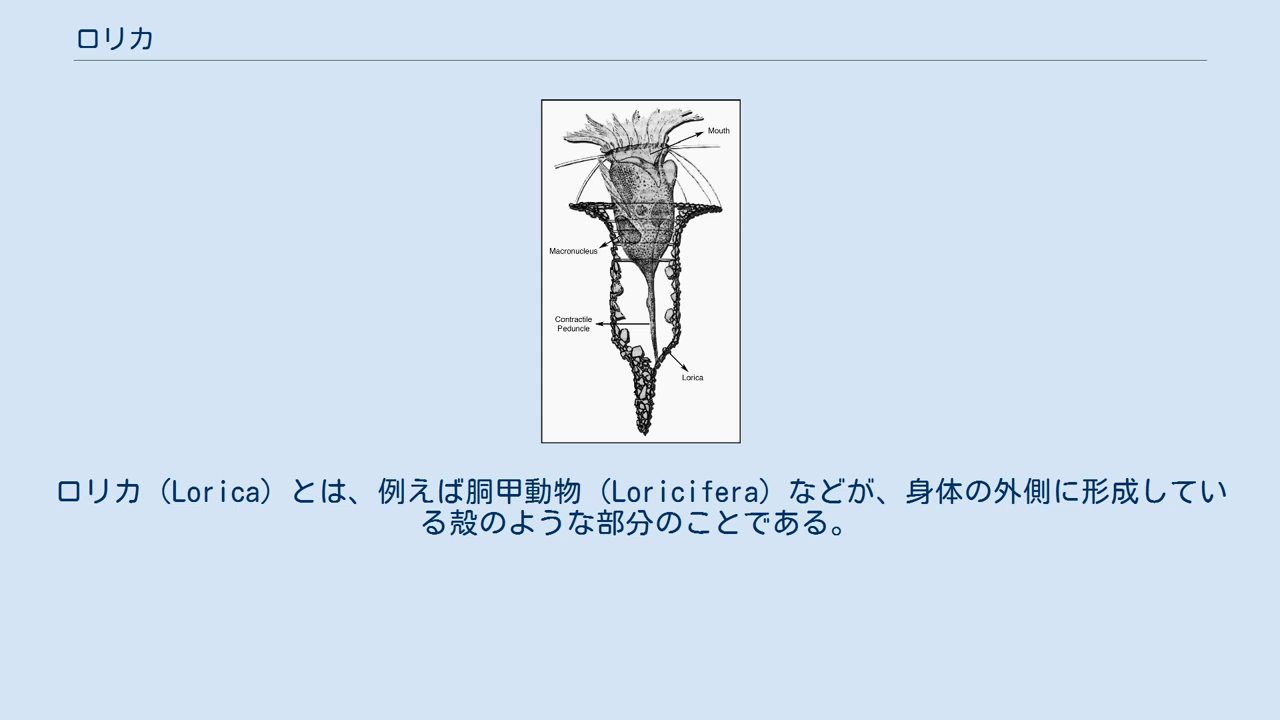 ロリカ
Mouth
Macronucleus
Contractile
Peduncle
Lorica
ロリカ（Lorica）とは、例えば胴甲動物（Loricifera）などが、身体の外側に形成してい
る殻のような部分のことである。